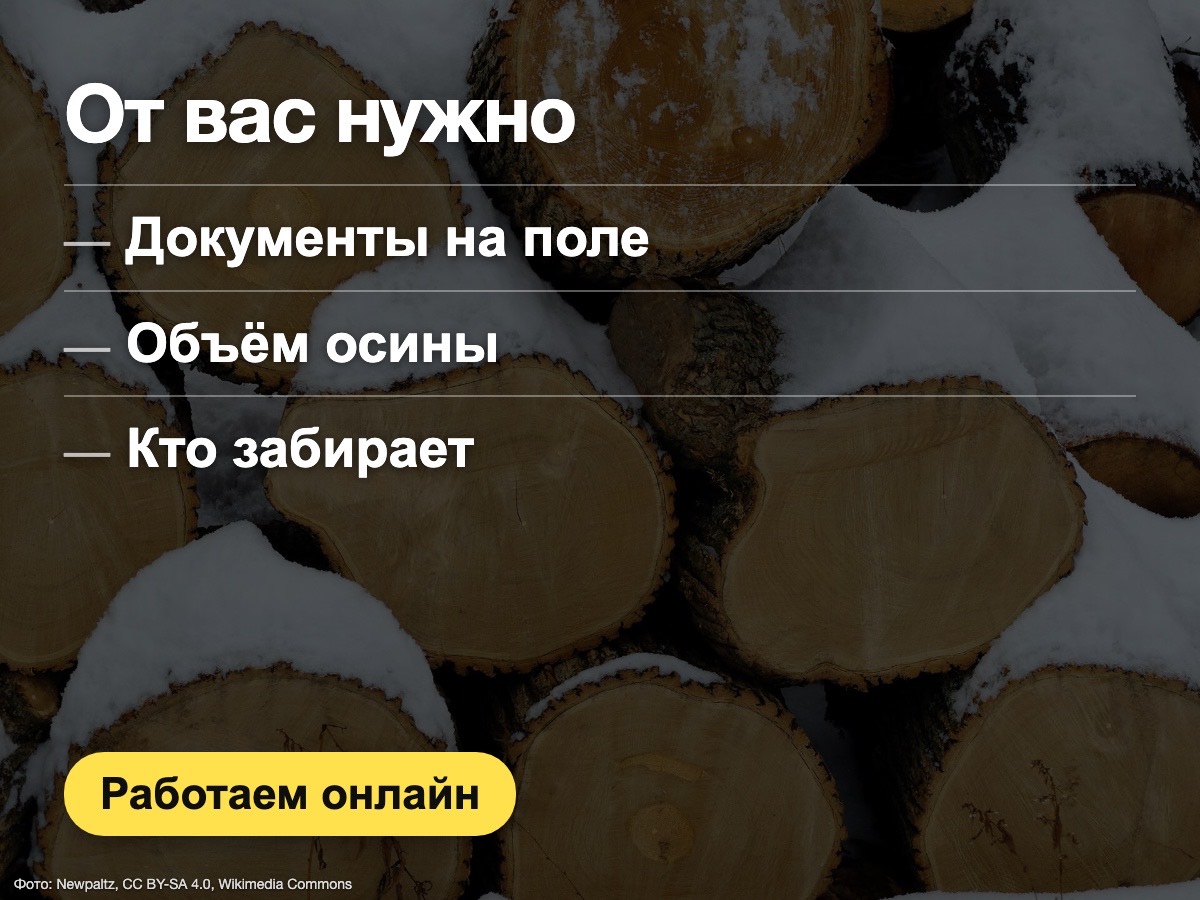 От вас нужно
— Документы на поле
— Объём осины
— Кто забирает
Работаем онлайн
Фото: Newpaltz, CC BY-SA 4.0, Wikimedia Commons